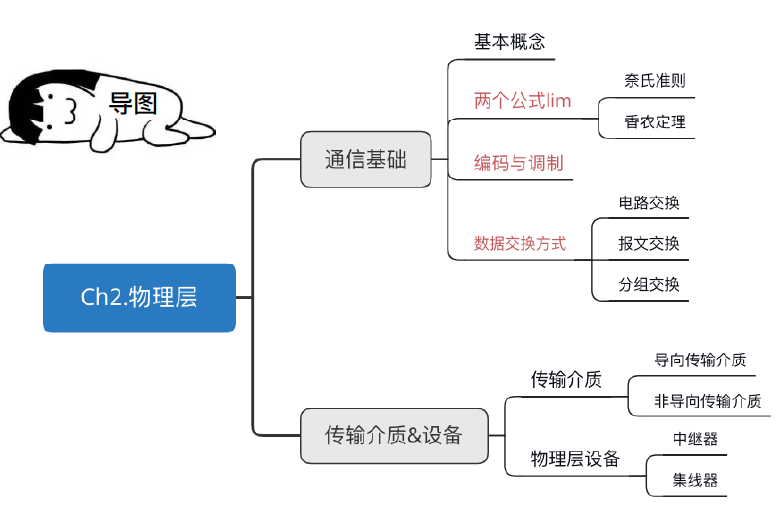 导图
Ch2.物理层
通信基础
基本概念
两个公式lim
奈氏准则
香农定理
编码与调制
数据交换方式
电路交换
报文交换
分组交换
传输介质&设备
传输介质
导向传输介质
非导向传输介质
物理层设备
中继器
集线器